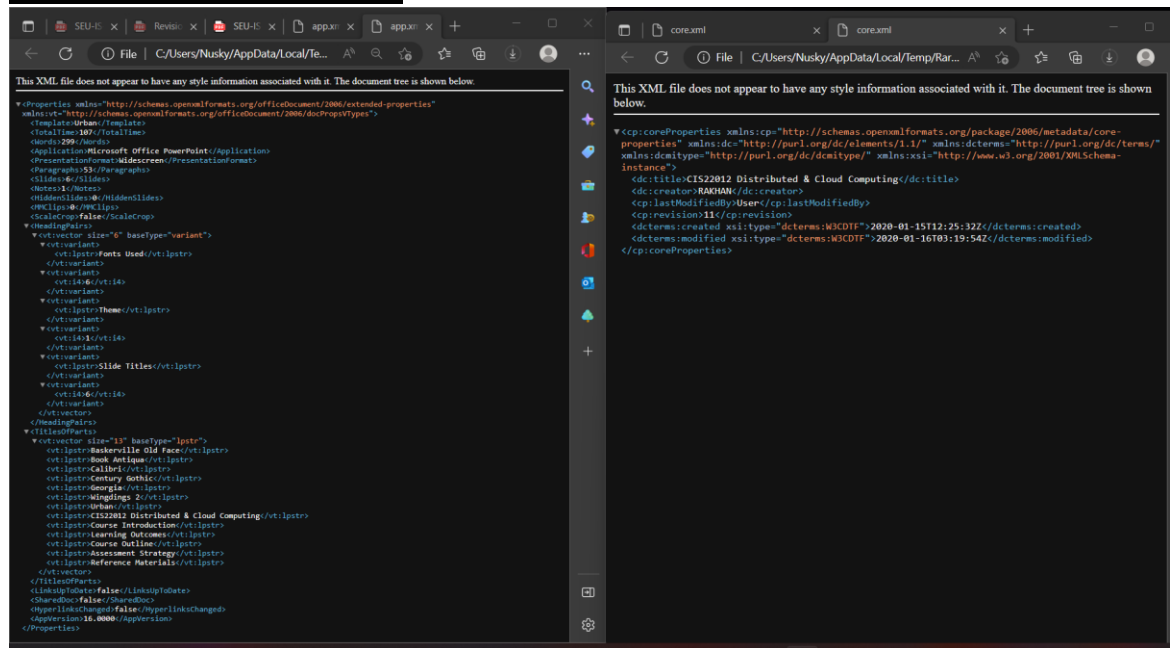 SEU-IS
Revisio
SEU-IS
app.xm
app.xm
File
C:/Users/Nusky/AppData/Local/Te...
This XML file does not appear to have any style information associated with it. The document tree is shown below.
▼<Properties xmlns="http://schemas.openxmlformats.org/officeDocument/2006/extended-properties"
xmlns:vt="http://schemas.openxmlformats.org/officeDocument/2006/docPropsVTypes">
<Template>Urban</Template>
<TotalTime>107</TotalTime>
<Words>299</Words>
<Application>Microsoft Office PowerPoint</Application>
<PresentationFormat>Widescreen</PresentationFormat>
<Paragraphs>53</Paragraphs>
<Slides>6</Slides>
<Notes>1</Notes>
<HiddenSlides>0</HiddenSlides>
<MMClips>0</MMClips>
<ScaleCrop>false</ScaleCrop>
▼<HeadingPairs>
▼<vt:vector size="6" baseType="variant">
▼<vt:variant>
<vt:lpstr>Fonts Used</vt:lpstr>
</vt:variant>
▼<vt:variant>
<vt:i4>6</vt:i4>
</vt:variant>
▼<vt:variant>
<vt:lpstr>Theme</vt:lpstr>
</vt:variant>
▼<vt:variant>
<vt:i4>1</vt:i4>
</vt:variant>
▼<vt:variant>
<vt:lpstr>Slide Titles</vt:lpstr>
</vt:variant>
▼<vt:variant>
<vt:i4>6</vt:i4>
</vt:variant>
</vt:vector>
</HeadingPairs>
▼<TitlesOfParts>
▼<vt:vector size="13" baseType="lpstr">
<vt:lpstr>Baskerville Old Face</vt:lpstr>
<vt:lpstr>Book Antiqua</vt:lpstr>
<vt:lpstr>Calibri</vt:lpstr>
<vt:lpstr>Century Gothic</vt:lpstr>
<vt:lpstr>Georgia</vt:lpstr>
<vt:lpstr>Wingdings 2</vt:lpstr>
<vt:lpstr>Urban</vt:lpstr>
<vt:lpstr>CIS22012 Distributed & Cloud Computing</vt:lpstr>
<vt:lpstr>Course Introduction</vt:lpstr>
<vt:lpstr>Learning Outcomes</vt:lpstr>
<vt:lpstr>Course Outline</vt:lpstr>
<vt:lpstr>Assessment Strategy</vt:lpstr>
<vt:lpstr>Reference Materials</vt:lpstr>
</vt:vector>
</TitlesOfParts>
<LinksUpToDate>false</LinksUpToDate>
<SharedDoc>false</SharedDoc>
<HyperlinksChanged>false</HyperlinksChanged>
<AppVersion>16.0000</AppVersion>
</Properties>
core.xml
core.xml
File
C:/Users/Nusky/AppData/Local/Temp/Rar...
This XML file does not appear to have any style information associated with it. The document tree is shown
below.
▼<cp:coreProperties xmlns:cp="http://schemas.openxmlformats.org/package/2006/metadata/core-
properties" xmlns:dc="http://purl.org/dc/elements/1.1/" xmlns:dcterms="http://purl.org/dc/terms/"
xmlns:dcmitype="http://purl.org/dc/dcmitype/" xmlns:xsi="http://www.w3.org/2001/XMLSchema-
instance">
<dc:title>CIS22012 Distributed & Cloud Computing</dc:title>
<dc:creator>RAKHAN</dc:creator>
<cp:lastModifiedBy>User</cp:lastModifiedBy>
<cp:revision>11</cp:revision>
<dcterms:created xsi:type="dcterms:W3CDTF">2020-01-15T12:25:32Z</dcterms:created>
<dcterms:modified xsi:type="dcterms:W3CDTF">2020-01-16T03:19:54Z</dcterms:modified>
</cp:coreProperties>